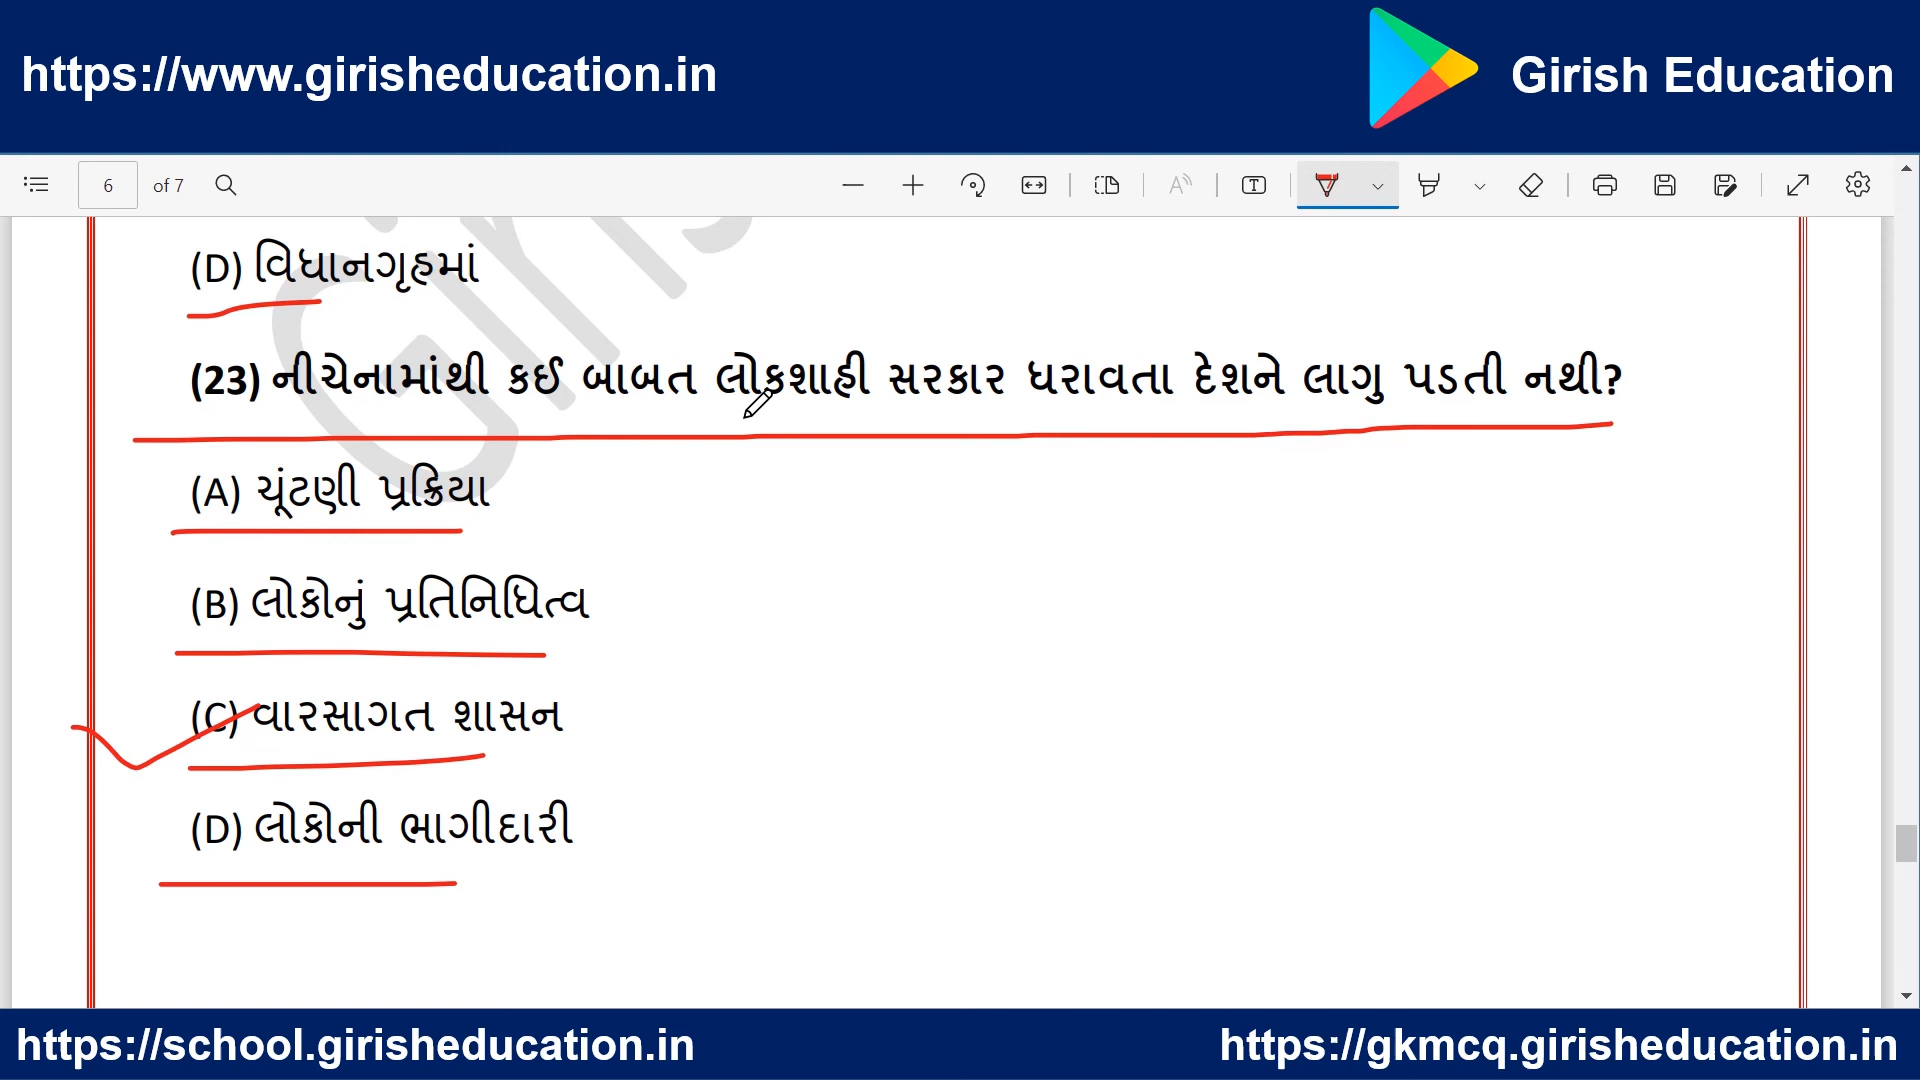 https://www.girisheducation.in
Girish Education
6 of 7
(D) વિધાનગૃહમાં
(23) નીચેનામાંથી કઈ બાબત લોકશાહી સરકાર ધરાવતા દેશને લાગુ પડતી નથી?
(A) ચૂંટણી પ્રક્રિયા
(B) લોકોનું પ્રતિનિધિત્વ
(C) વારસાગત શાસન
(D) લોકોની ભાગીદારી
https://school.girisheducation.in
https://gkmcq.girisheducation.in